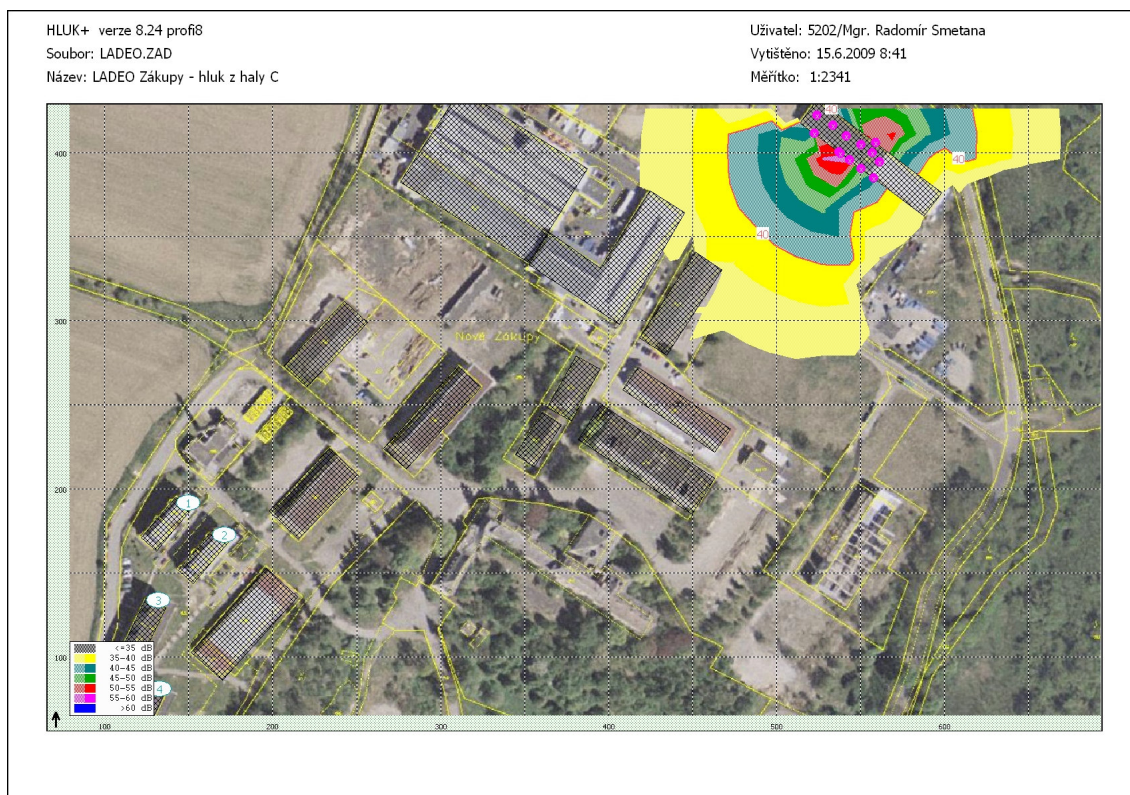 HLUK+ verze 8.24 profi8
Soubor: LADEO.ZAD
Název: LADEO Zákupy - hluk z haly C
Uživatel: 5202/Mgr. Radomír Smetana
Vytištěno: 15.6.2009 8:41
Měřítko: 1:2341
40
400
40
40
300
Nové Zákupy
200
1
2
3
4
100
<=35 dB
35-40 dB
40-45 dB
45-50 dB
50-55 dB
55-60 dB
>60 dB
100
200
300
400
500
600